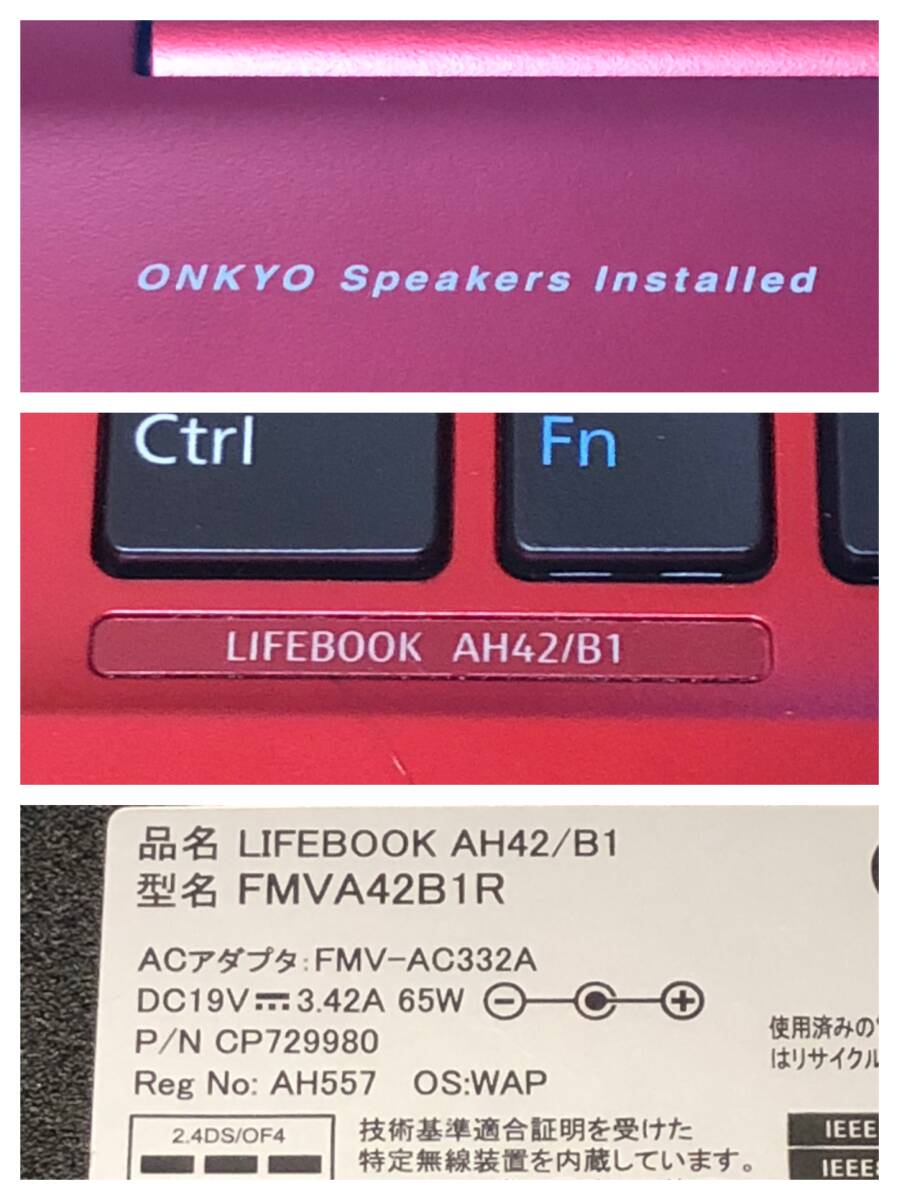 ONKYO Speakers Installed
Ctrl
Fn
LIFEBOOK AH42/B1
品名 LIFEBOOK AH42/B1
型名 FMVA42B1R
ACアダプタ:FMV-AC332A
DC19V 3.42A 65W
P/N CP729980
Reg No: AH557 OS:WAP
使用済みの
はリサイクル
2.4DS/OF4
技術基準適合証明を受けた
特定無線装置を内蔵しています。
IEEE
IEEE